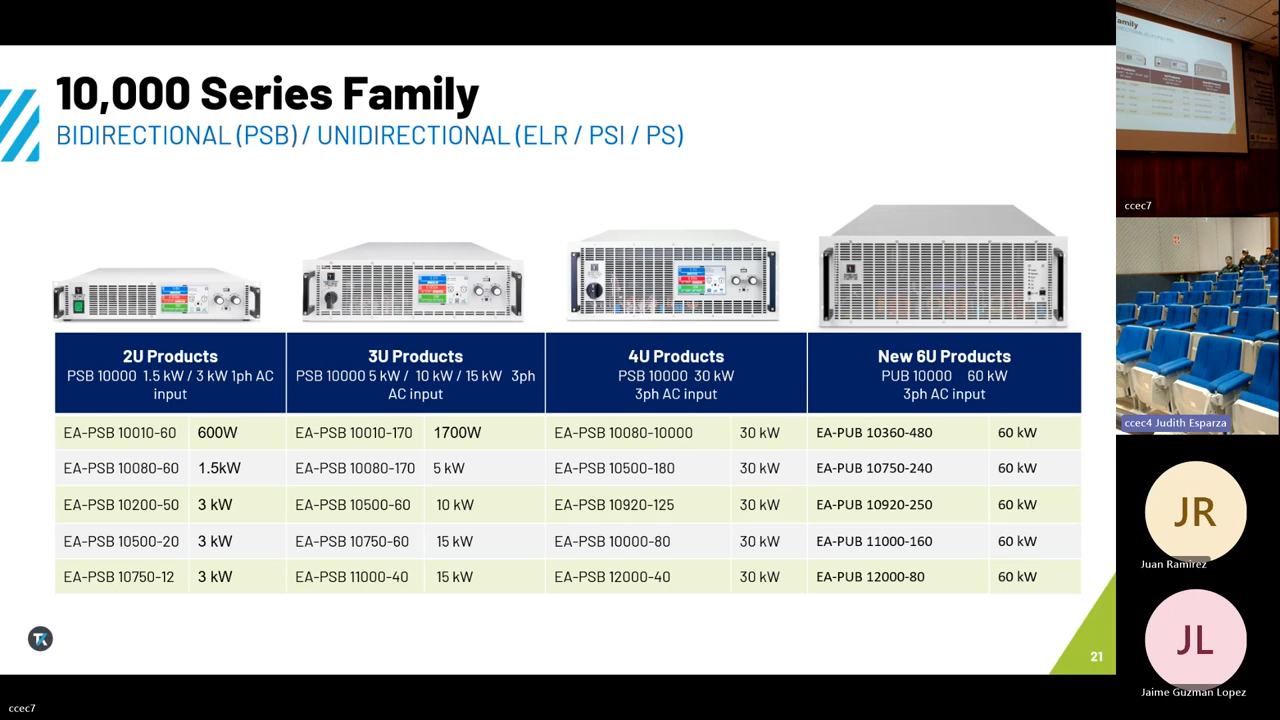 10,000 Series Family
BIDIRECTIONAL (PSB) / UNIDIRECTIONAL (ELR / PSI / PS)
2U Products
PSB 10000 1.5 kW / 3 kW 1ph AC
input
3U Products
PSB 10000 5 kW / 10 kW / 15 kW 3ph
AC input
4U Products
PSB 10000 30 kW
3ph AC input
New 6U Products
PUB 10000 60 kW
3ph AC input
EA-PSB 10010-60 600W EA-PSB 10010-170 1700W EA-PSB 10080-10000 30 kW EA-PUB 10360-480 60 kW
EA-PSB 10080-60 1.5kW EA-PSB 10080-170 5 kW EA-PSB 10500-180 30 kW EA-PUB 10750-240 60 kW
EA-PSB 10200-50 3 kW EA-PSB 10500-60 10 kW EA-PSB 10920-125 30 kW EA-PUB 10920-250 60 kW
EA-PSB 10500-20 3 kW EA-PSB 10750-60 15 kW EA-PSB 10000-80 30 kW EA-PUB 11000-160 60 kW
EA-PSB 10750-12 3 kW EA-PSB 11000-40 15 kW EA-PSB 12000-40 30 kW EA-PUB 12000-80 60 kW
TK
21
ccec7
amily
ccec7
ccec4 Judith Esparza
JR
Juan Ramirez
JL
Jaime Guzman Lopez